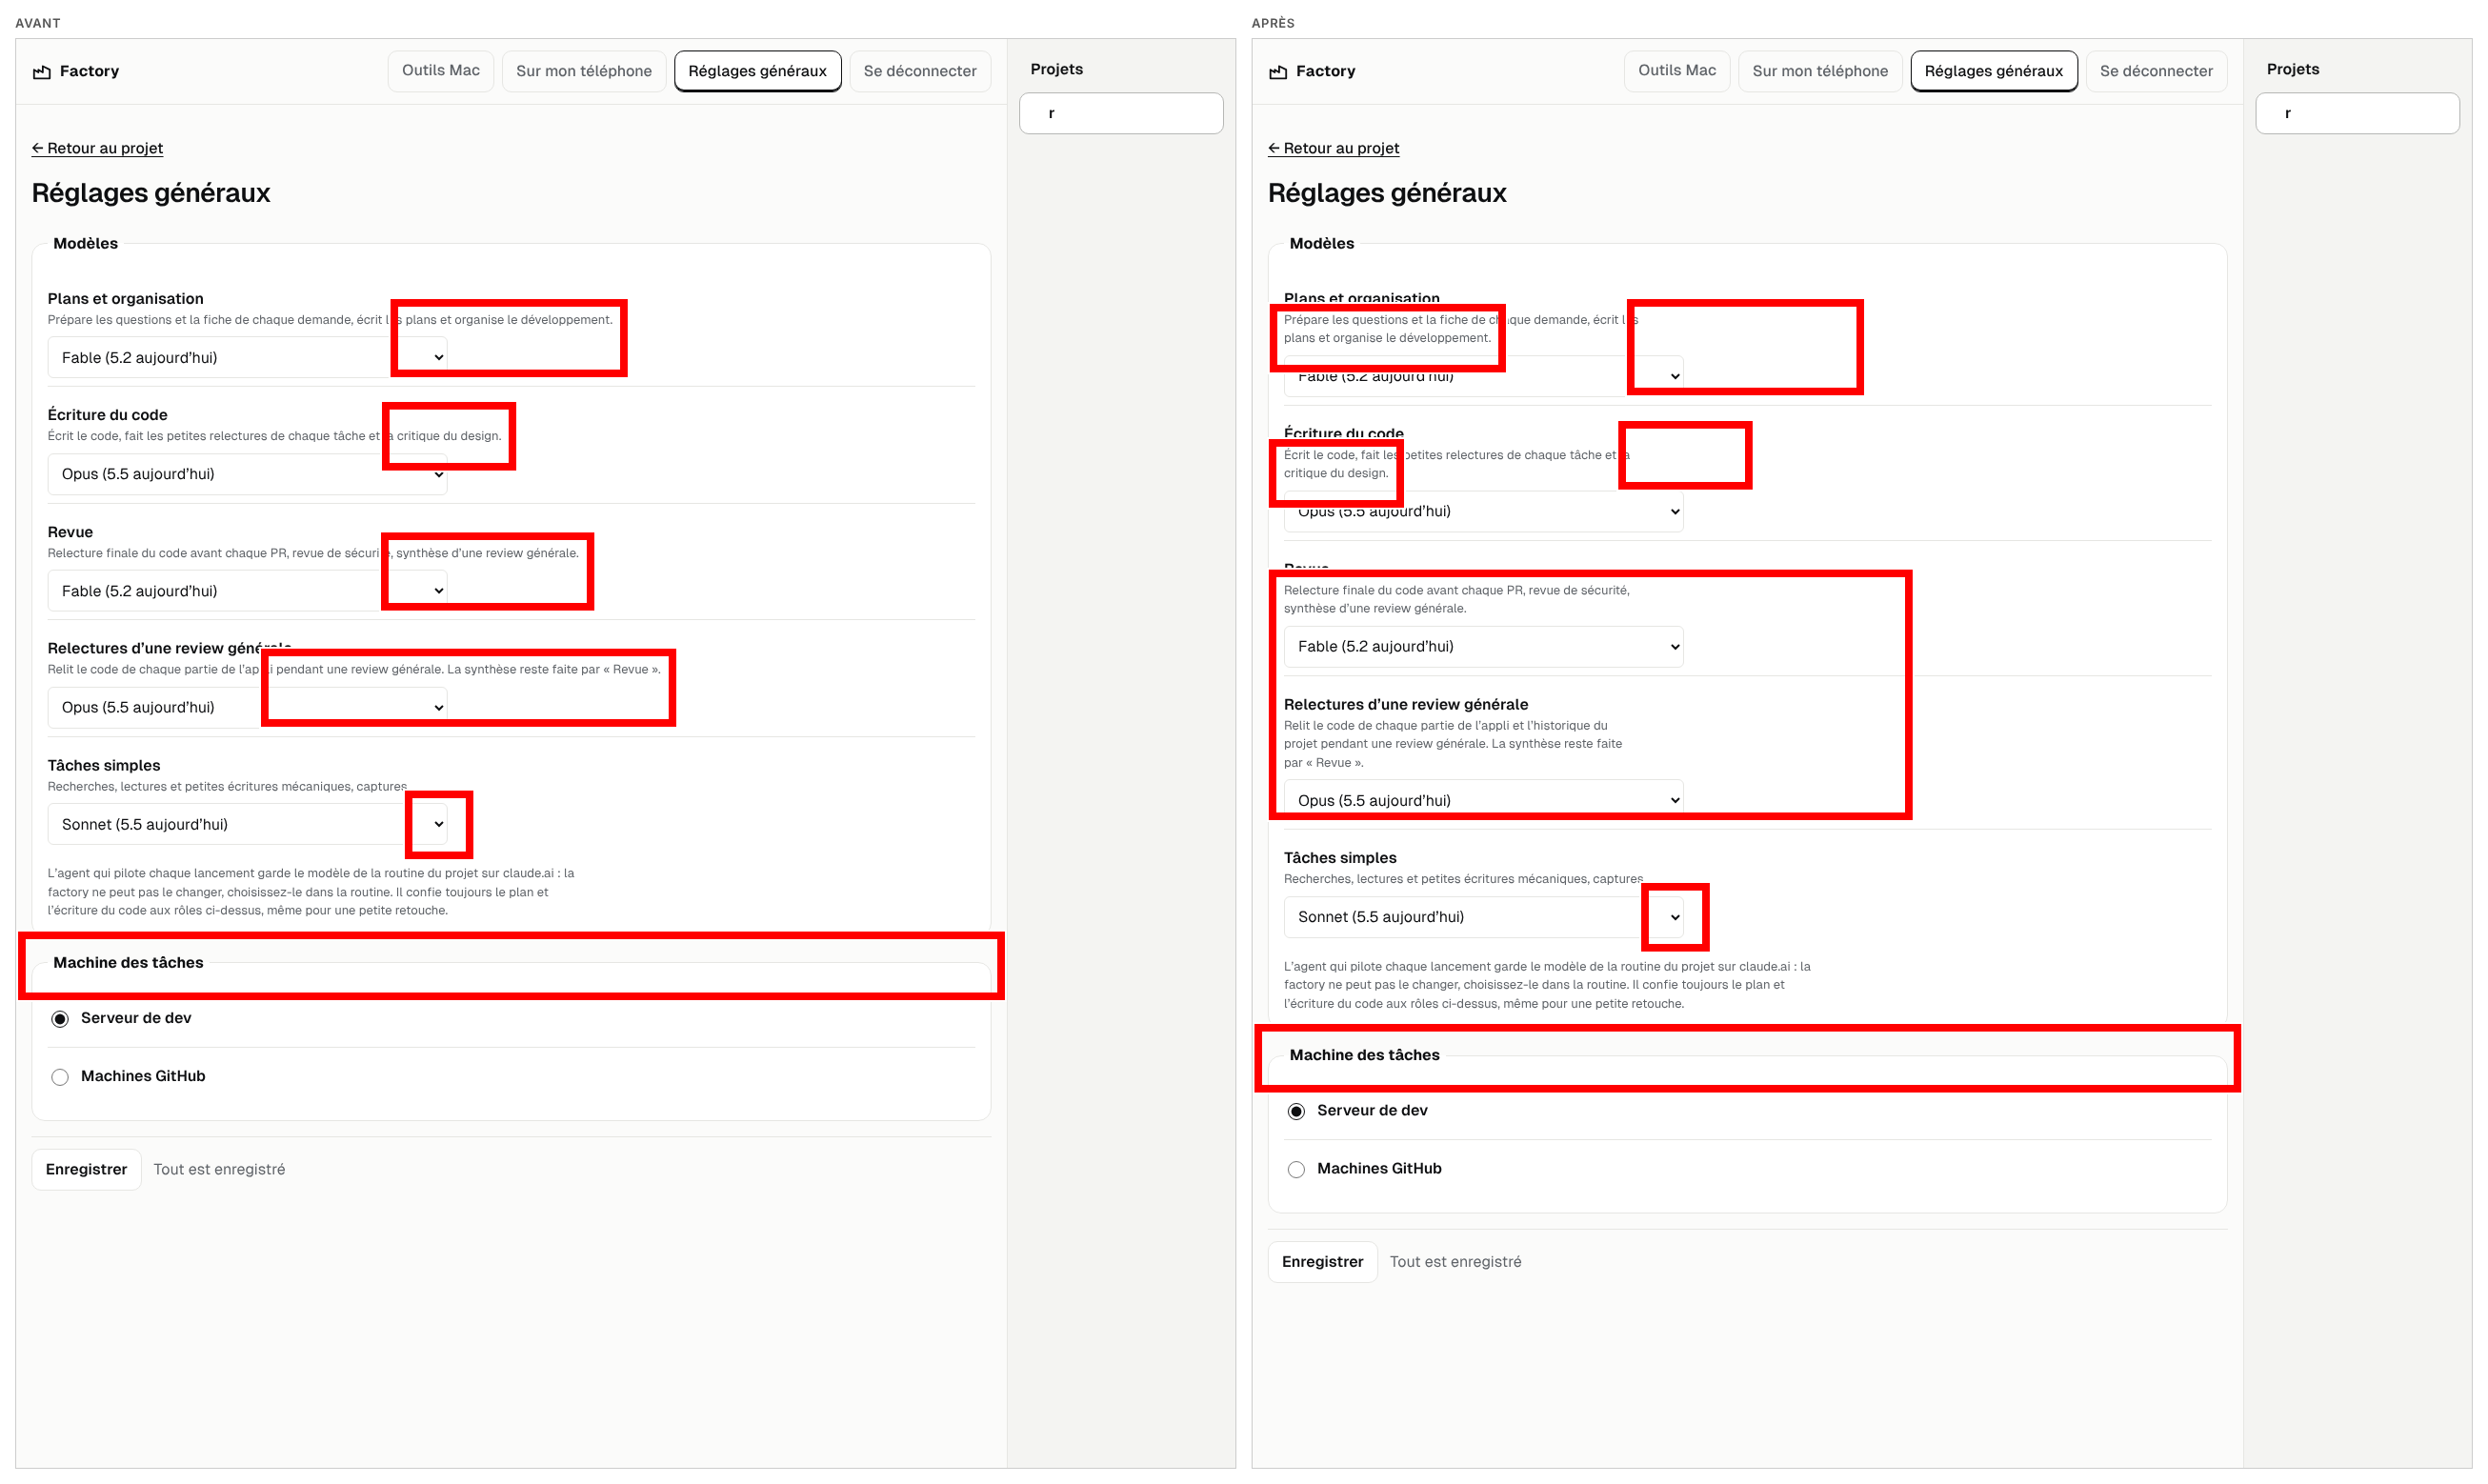 AVANT
Factory
Outils Mac
Sur mon téléphone
Réglages généraux
Se déconnecter
Projets
r
← Retour au projet
Réglages généraux
Modèles
Plans et organisation
Prépare les questions et la fiche de chaque demande, écrit plans et organise le développement.
Fable (5.2 aujourd’hui)
Écriture du code
Écrit le code, fait les petites relectures de chaque tâche et critique du design.
Opus (5.5 aujourd’hui)
Revue
Relecture finale du code avant chaque PR, revue de synthèse d’une review générale.
Fable (5.2 aujourd’hui)
Relectures d’une review générale
Relit le code de chaque partie de pendant une review générale. La synthèse reste faite par « Revue ».
Opus (5.5 aujourd’hui)
Tâches simples
Recherches, lectures et petites écritures mécaniques, captures
Sonnet (5.5 aujourd’hui)
L’agent qui pilote chaque lancement garde le modèle de la routine du projet sur claude.ai : la
factory ne peut pas le changer, choisissez-le dans la routine. Il confie toujours le plan et
l’écriture du code aux rôles ci-dessus, même pour une petite retouche.
Machine des tâches
Serveur de dev
Machines GitHub
Enregistrer
Tout est enregistré
APRÈS
Factory
Outils Mac
Sur mon téléphone
Réglages généraux
Se déconnecter
Projets
r
← Retour au projet
Réglages généraux
Modèles
Plans et organisation
Prépare les questions et la fiche de chaque demande, écrit les
plans et organise le développement.
Fable (5.2 aujourd’hui)
Écriture du code
Écrit le code, fait les petites relectures de chaque tâche et la
critique du design.
Opus (5.5 aujourd’hui)
Revue
Relecture finale du code avant chaque PR, revue de sécurité,
synthèse d’une review générale.
Fable (5.2 aujourd’hui)
Relectures d’une review générale
Relit le code de chaque partie de l’appli et l’historique du
projet pendant une review générale. La synthèse reste faite
par « Revue ».
Opus (5.5 aujourd’hui)
Tâches simples
Recherches, lectures et petites écritures mécaniques, captures
Sonnet (5.5 aujourd’hui)
L’agent qui pilote chaque lancement garde le modèle de la routine du projet sur claude.ai : la
factory ne peut pas le changer, choisissez-le dans la routine. Il confie toujours le plan et
l’écriture du code aux rôles ci-dessus, même pour une petite retouche.
Machine des tâches
Serveur de dev
Machines GitHub
Enregistrer
Tout est enregistré